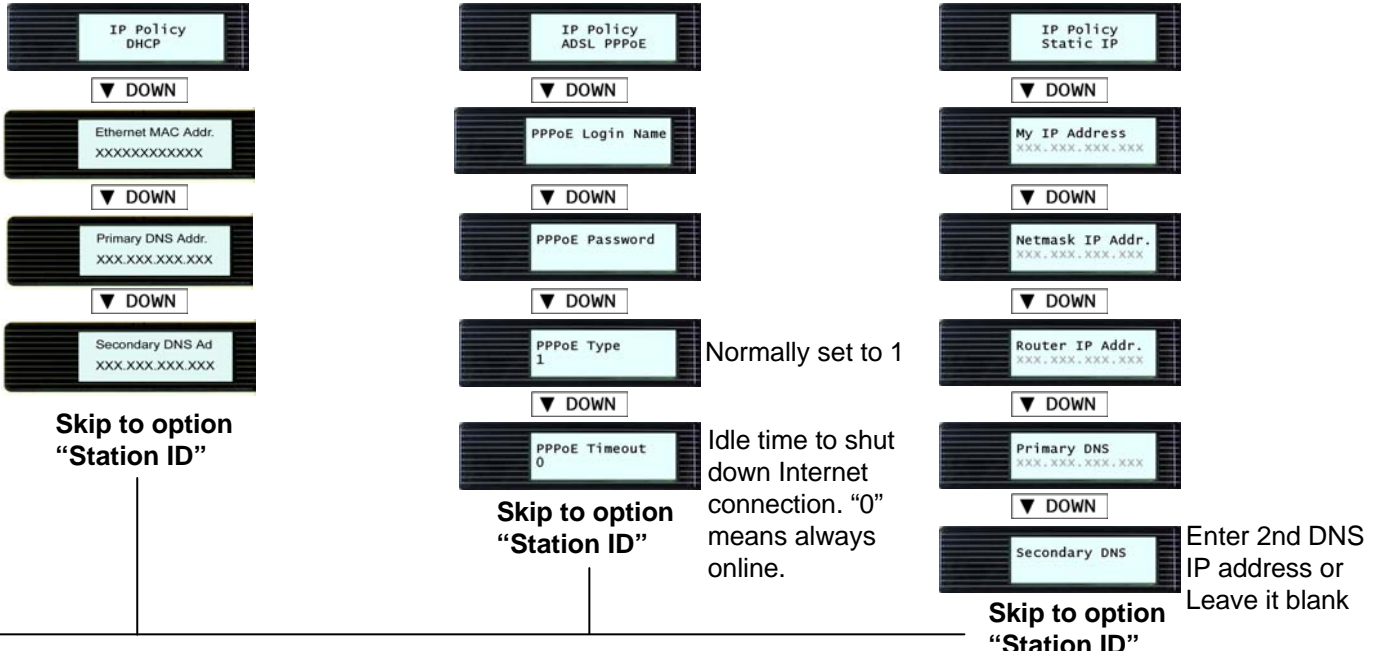 IP Policy
DHCP
▼ DOWN
Ethernet MAC Addr.
XXXXXXXXXXXX
▼ DOWN
Primary DNS Addr.
XXX.XXX.XXX.XXX
▼ DOWN
Secondary DNS Ad
XXX.XXX.XXX.XXX
Skip to option
“Station ID”
IP Policy
ADSL PPPoE
▼ DOWN
PPPoE Login Name
▼ DOWN
PPPoE Password
▼ DOWN
PPPoE Type
1
Normally set to 1
▼ DOWN
PPPoE Timeout
0
Idle time to shut
down Internet
connection. “0”
means always
online.
Skip to option
“Station ID”
IP Policy
Static IP
▼ DOWN
My IP Address
xxx.xxx.xxx.xxx
▼ DOWN
Netmask IP Addr.
xxx.xxx.xxx.xxx
▼ DOWN
Router IP Addr.
xxx.xxx.xxx.xxx
▼ DOWN
Primary DNS
xxx.xxx.xxx.xxx
▼ DOWN
Secondary DNS
Enter 2nd DNS
IP address or
Leave it blank
Skip to option
“Station ID”